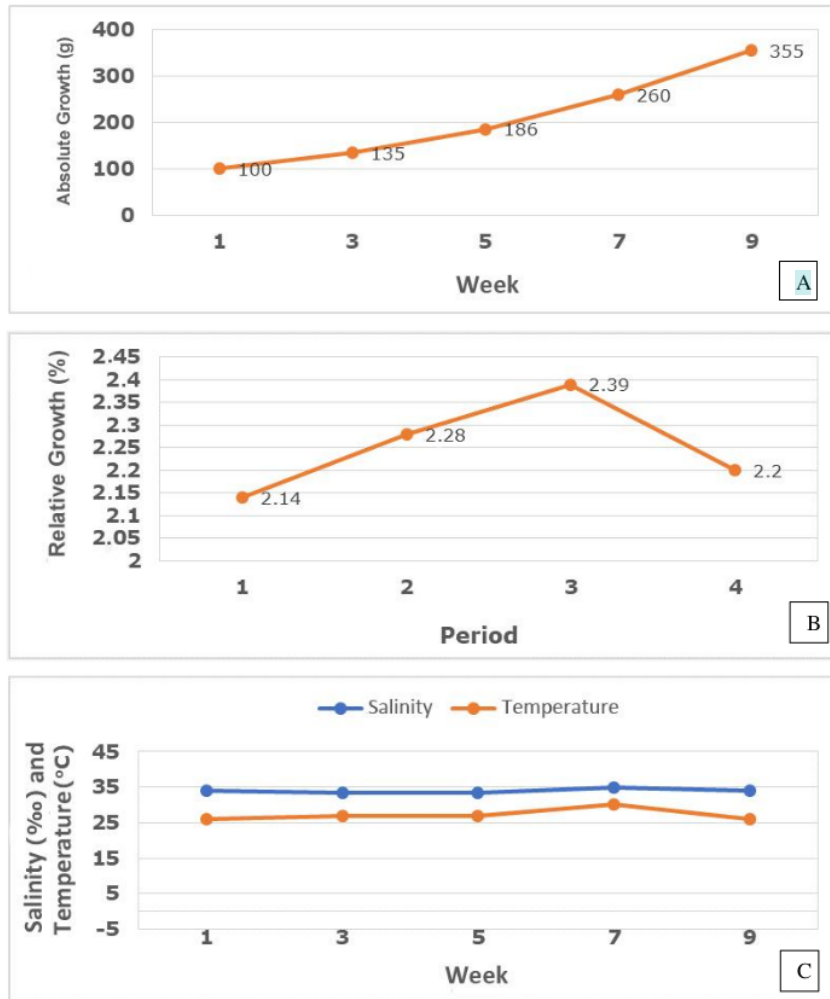 Absolute Growth (g)
400
300
200
100
0
100
135
186
260
355
1 3 5 7 9
Week
A
Relative Growth (%)
2.45
2.4
2.35
2.3
2.25
2.2
2.15
2.1
2.05
2
2.14
2.28
2.39
2.2
1 2 3 4
Period
B
Salinity Temperature
Salinity (‰) and
Temperature (°C)
45
35
25
15
5
-5
1 3 5 7 9
Week
C